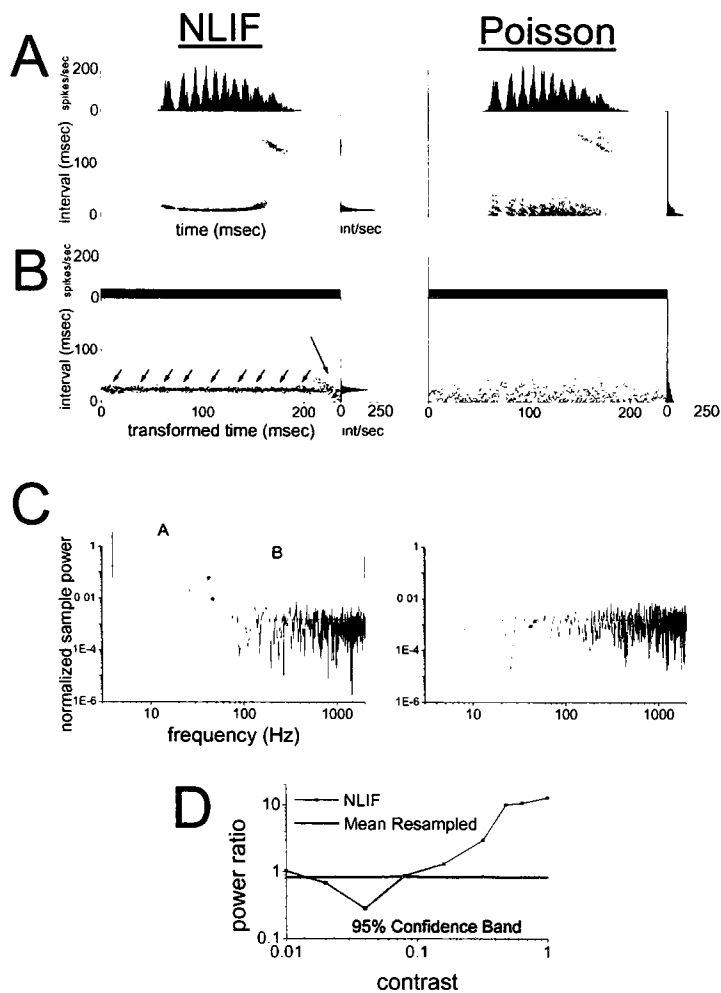 NLIF
Poisson
A
spikes/sec
200
0
interval (msec)
100
0
time (msec)
int/sec
B
spikes/sec
200
0
interval (msec)
100
0
0
100
200
0
250
transformed time (msec)
int/sec
0
100
200
0
250
C
normalized sample power
1
0 01
1E-4
1E-6
A
B
10
100
1000
frequency (Hz)
1
0 01
1E-4
1E-6
10
100
1000
D
power ratio
10
1
0.1
NLIF
Mean Resampled
95% Confidence Band
0.01
0.1
1
contrast